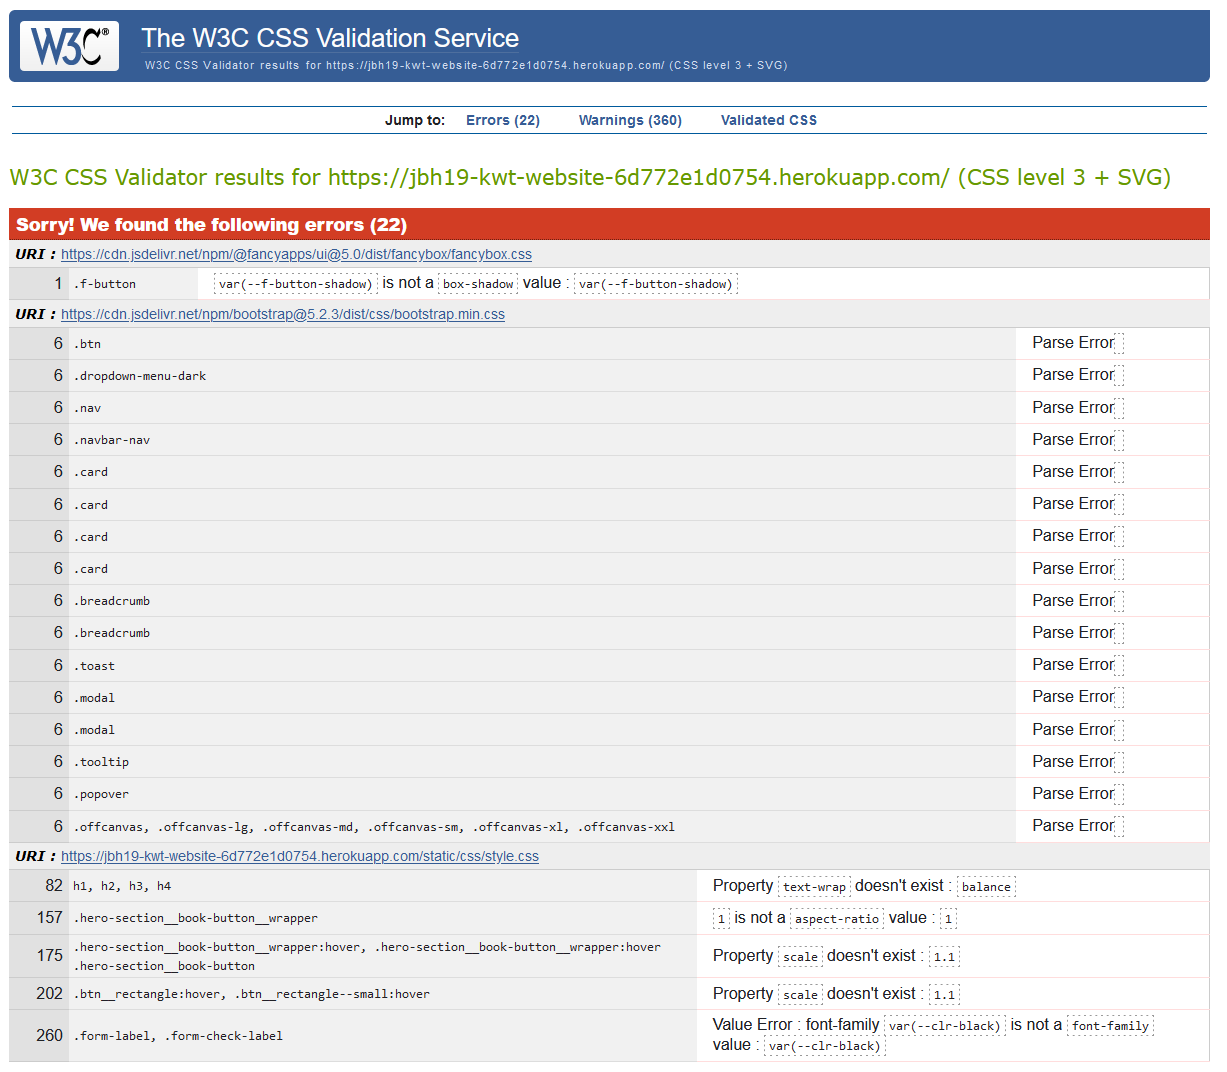 W3C®
The W3C CSS Validation Service
W3C CSS Validator results for https://jbh19-kwt-website-6d772e1d0754.herokuapp.com/ (CSS level 3 + SVG)
Jump to: Errors (22) Warnings (360) Validated CSS
W3C CSS Validator results for https://jbh19-kwt-website-6d772e1d0754.herokuapp.com/ (CSS level 3 + SVG)
Sorry! We found the following errors (22)
URI : https://cdn.jsdelivr.net/npm/@fancyapps/ui@5.0/dist/fancybox/fancybox.css
1 .f-button var(--f-button-shadow) is not a box-shadow value : var(--f-button-shadow)
URI : https://cdn.jsdelivr.net/npm/bootstrap@5.2.3/dist/css/bootstrap.min.css
6 .btn Parse Error
6 .dropdown-menu-dark Parse Error
6 .nav Parse Error
6 .navbar-nav Parse Error
6 .card Parse Error
6 .card Parse Error
6 .card Parse Error
6 .card Parse Error
6 .breadcrumb Parse Error
6 .breadcrumb Parse Error
6 .toast Parse Error
6 .modal Parse Error
6 .modal Parse Error
6 .tooltip Parse Error
6 .popover Parse Error
6 .offcanvas, .offcanvas-lg, .offcanvas-md, .offcanvas-sm, .offcanvas-xl, .offcanvas-xxl Parse Error
URI : https://jbh19-kwt-website-6d772e1d0754.herokuapp.com/static/css/style.css
82 h1, h2, h3, h4 Property text-wrap doesn't exist : balance
157 .hero-section__book-button__wrapper 1 is not a aspect-ratio value : 1
175 .hero-section__book-button__wrapper:hover, .hero-section__book-button__wrapper:hover
.hero-section__book-button Property scale doesn't exist : 1.1
202 .btn__rectangle:hover, .btn__rectangle--small:hover Property scale doesn't exist : 1.1
260 .form-label, .form-check-label Value Error : font-family var(--clr-black) is not a font-family
value : var(--clr-black)